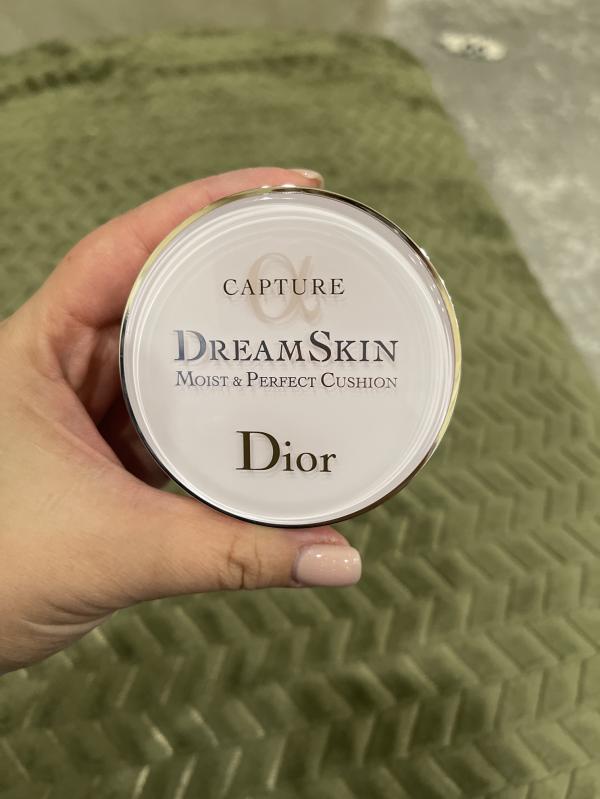 α
CAPTURE
DREAMSKIN
MOIST & PERFECT CUSHION
Dior